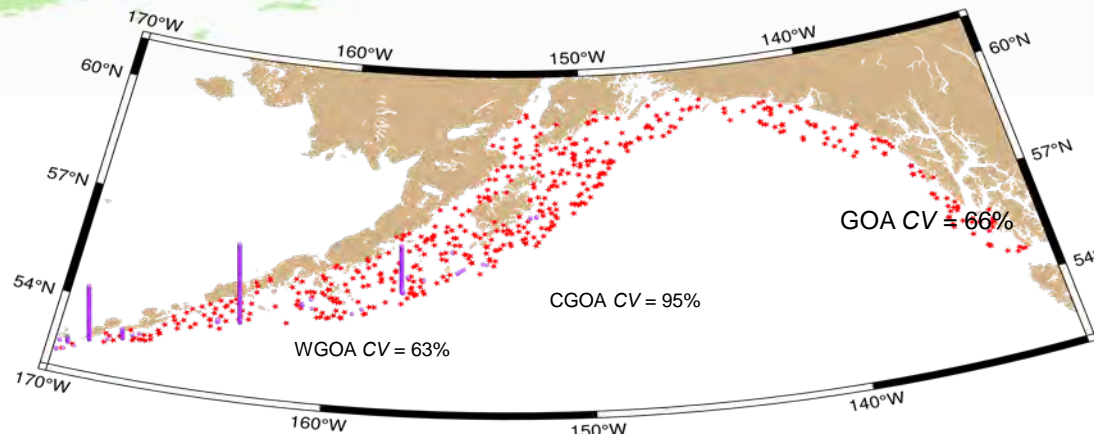 170°W
160°W
150°W
140°W
60°N
60°N
57°N
57°N
54°N
54°
GOA CV = 66%
CGOA CV = 95%
WGOA CV = 63%
170°W
160°W
150°W
140°W